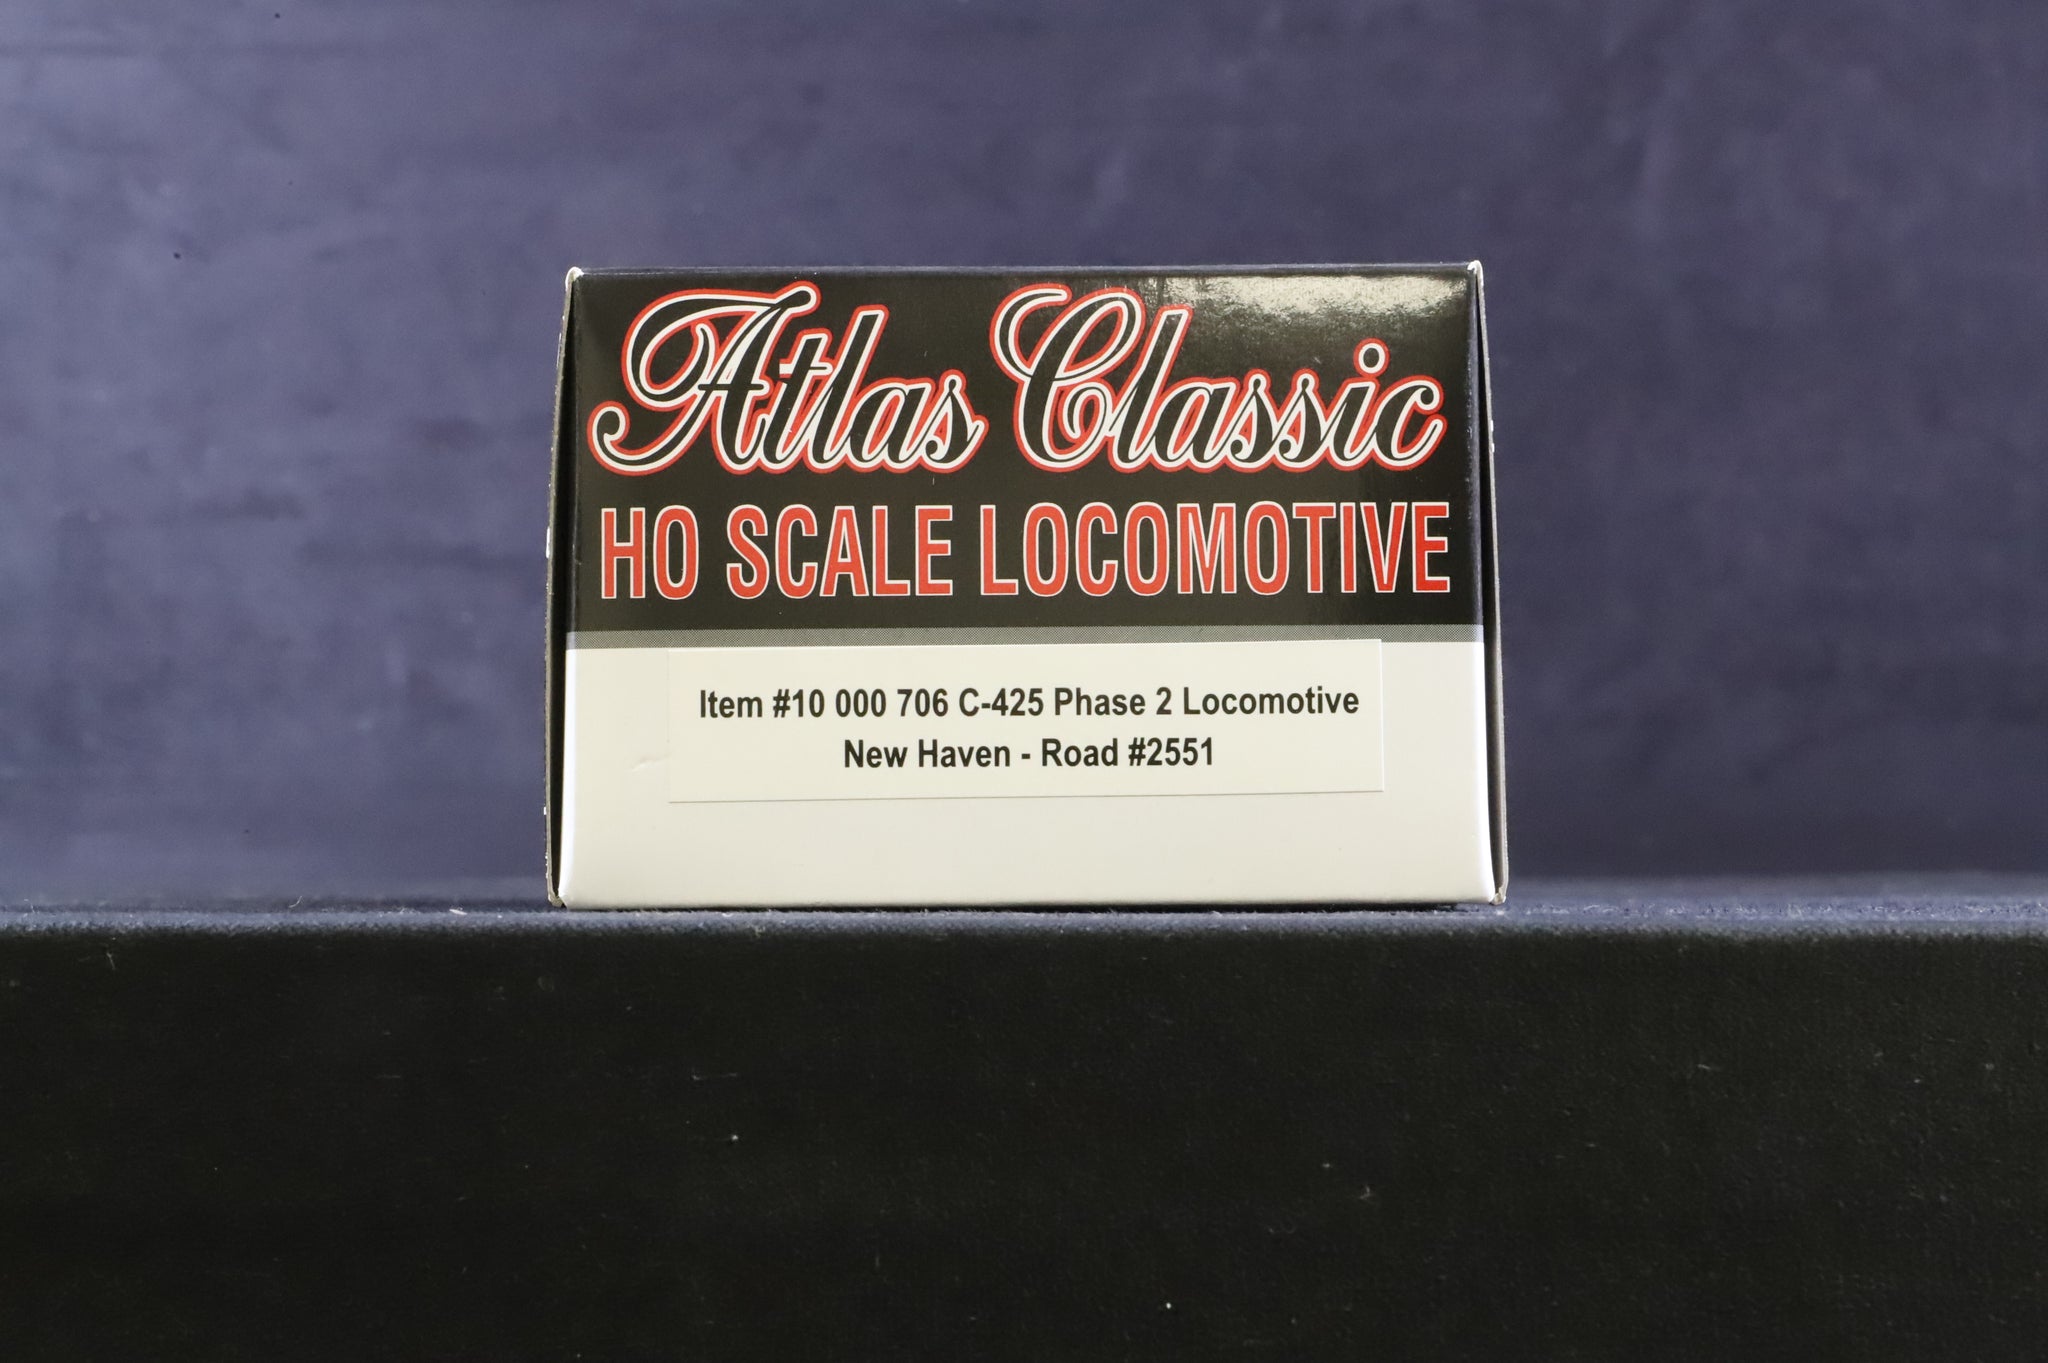 Atlas Classic
HO SCALE LOCOMOTIVE
Item #10 000 706 C-425 Phase 2 Locomotive
New Haven - Road #2551